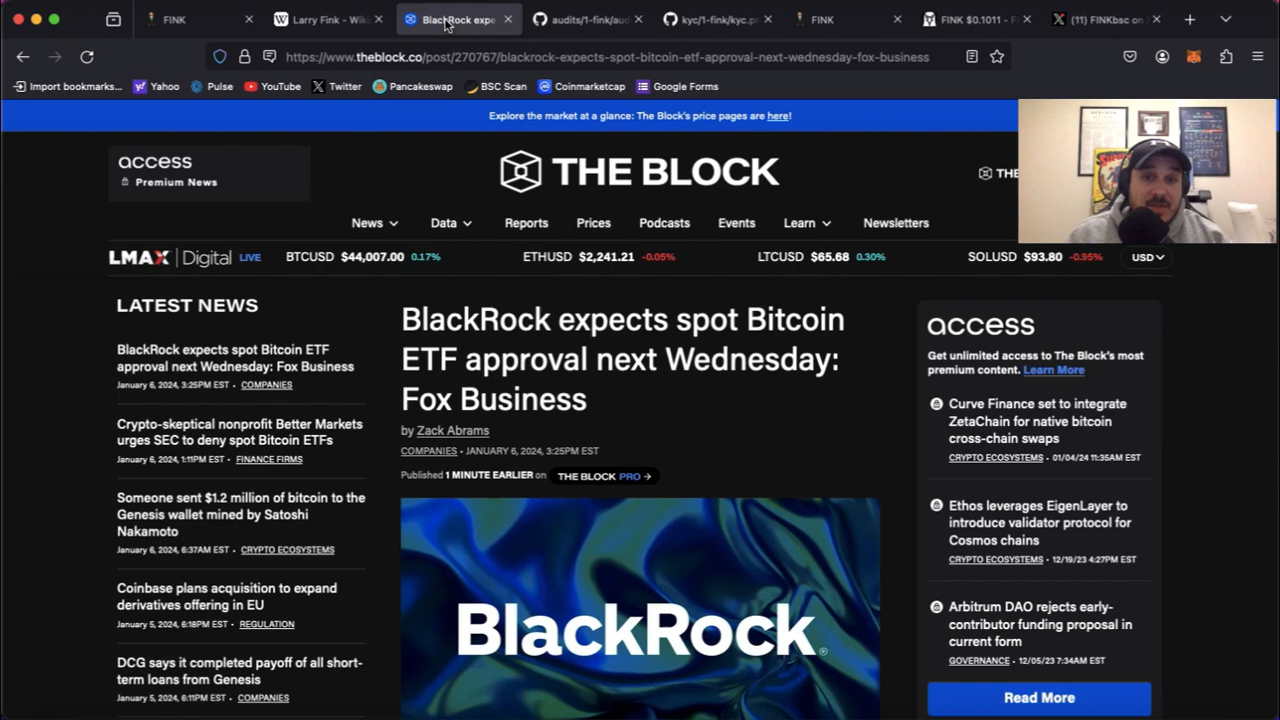 FINK
Larry Fink - Wiki
BlackRock expe
audits/1-fink/aud
kyc/1-fink/kyc.p
FINK
FINK $0.1011 - F
(11) FINKbsc on
https://www.theblock.co/post/270767/blackrock-expects-spot-bitcoin-etf-approval-next-wednesday-fox-business
Import bookmarks...
Yahoo
Pulse
YouTube
Twitter
Pancakeswap
BSC Scan
Coinmarketcap
Google Forms
Explore the market at a glance: The Block's price pages are here!
access
Premium News
THE BLOCK
THE
News
Data
Reports
Prices
Podcasts
Events
Learn
Newsletters
LMAX Digital LIVE
BTCUSD $44,007.00 0.17%
ETHUSD $2,241.21 -0.05%
LTCUSD $65.68 0.30%
SOLUSD $93.80 -0.95%
USD
LATEST NEWS
BlackRock expects spot Bitcoin ETF
approval next Wednesday: Fox Business
January 6, 2024, 3:25PM EST • COMPANIES
Crypto-skeptical nonprofit Better Markets
urges SEC to deny spot Bitcoin ETFs
January 6, 2024, 1:11PM EST • FINANCE FIRMS
Someone sent $1.2 million of bitcoin to the
Genesis wallet mined by Satoshi
Nakamoto
January 6, 2024, 6:37AM EST • CRYPTO ECOSYSTEMS
Coinbase plans acquisition to expand
derivatives offering in EU
January 5, 2024, 6:18PM EST • REGULATION
DCG says it completed payoff of all short-
term loans from Genesis
January 5, 2024, 6:11PM EST • COMPANIES
BlackRock expects spot Bitcoin
ETF approval next Wednesday:
Fox Business
by Zack Abrams
COMPANIES • JANUARY 6, 2024, 3:25PM EST
Published 1 MINUTE EARLIER on THE BLOCK PRO →
BlackRock®
access
Get unlimited access to The Block's most
premium content. Learn More
Curve Finance set to integrate
ZetaChain for native bitcoin
cross-chain swaps
CRYPTO ECOSYSTEMS • 01/04/24 11:35AM EST
Ethos leverages EigenLayer to
introduce validator protocol for
Cosmos chains
CRYPTO ECOSYSTEMS • 12/19/23 4:27PM EST
Arbitrum DAO rejects early-
contributor funding proposal in
current form
GOVERNANCE • 12/05/23 7:34AM EST
Read More